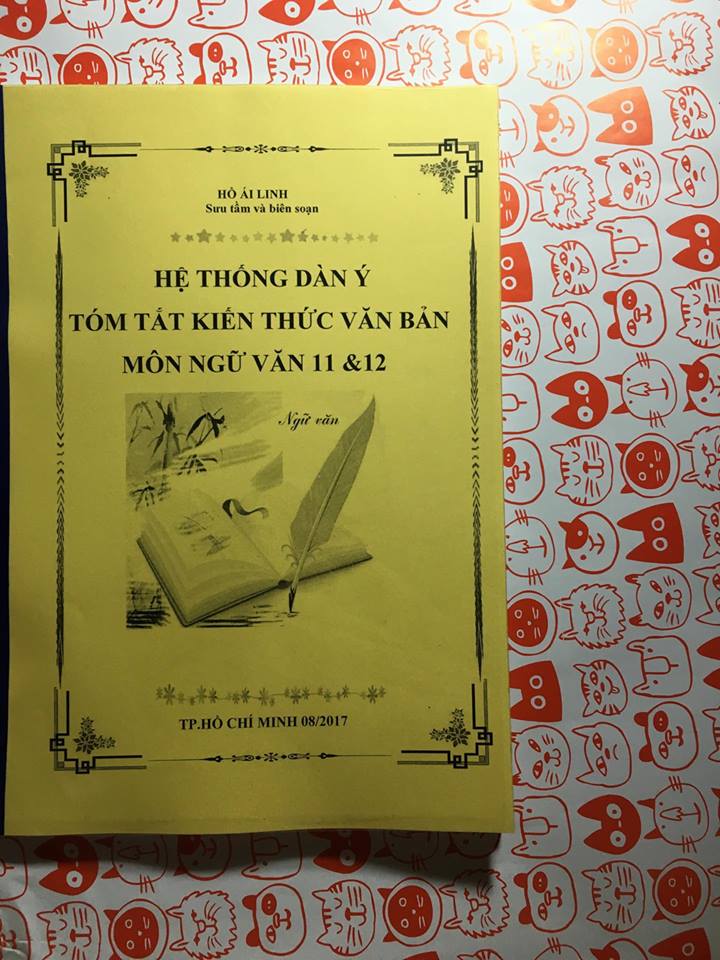 HỒ ÁI LINH
Sưu tầm và biên soạn
HỆ THỐNG DÀN Ý
TÓM TẮT KIẾN THỨC VĂN BẢN
MÔN NGỮ VĂN 11 &12
Ngữ văn
TP.HỒ CHÍ MINH 08/2017